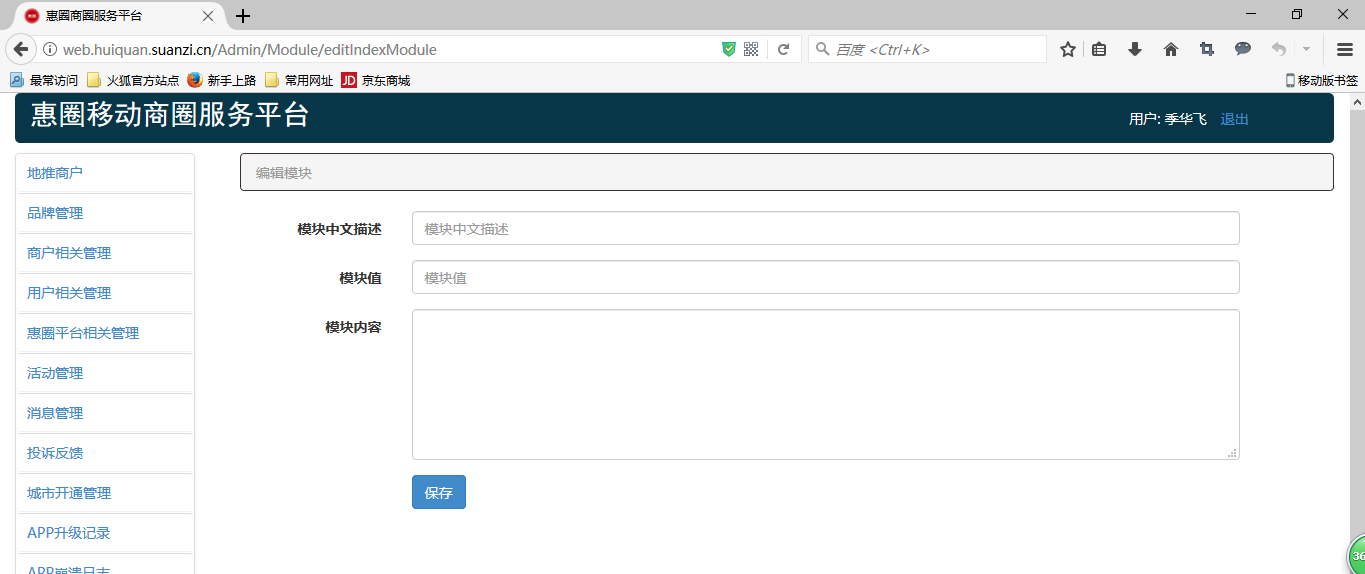 惠圈商圈服务平台
web.huiquan.suanzi.cn/Admin/Module/editIndexModule
百度 <Ctrl+K>
最常访问 火狐官方站点 新手上路 常用网址 JD 京东商城 移动版书签
惠圈移动商圈服务平台
用户: 季华飞 退出
地推商户
品牌管理
商户相关管理
用户相关管理
惠圈平台相关管理
活动管理
消息管理
投诉反馈
城市开通管理
APP升级记录
APP崩溃日志
编辑模块
模块中文描述 模块中文描述
模块值 模块值
模块内容
保存
36